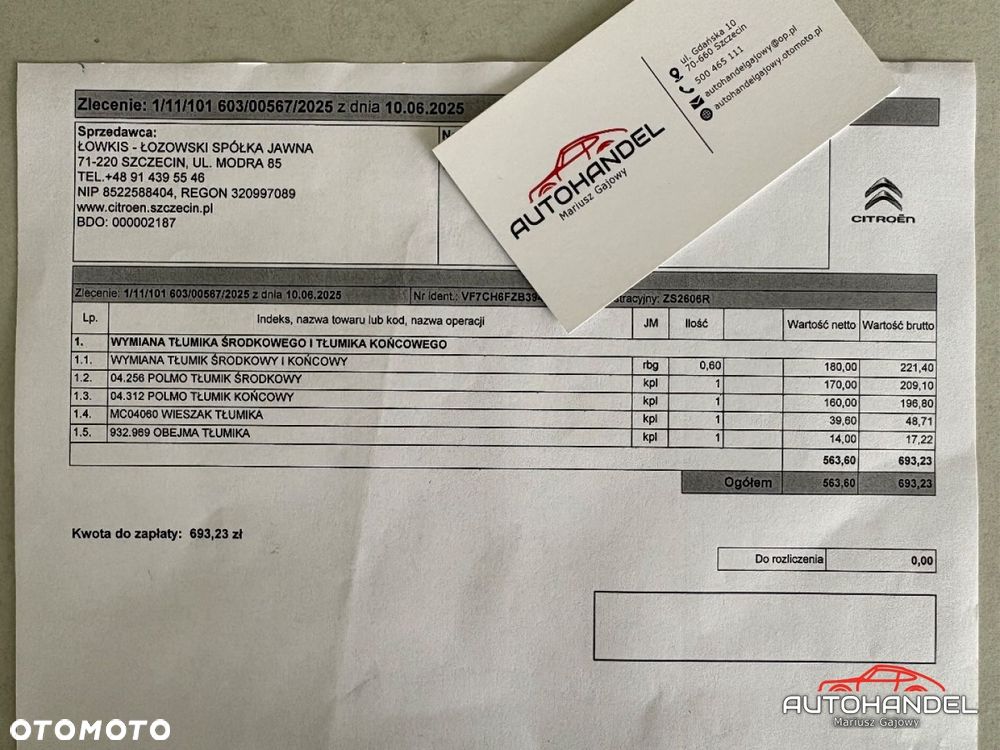 Zlecenie: 1/11/101 603/00567/2025 z dnia 10.06.2025
Sprzedawca:
ŁOWKIS - ŁOZOWSKI SPÓŁKA JAWNA
71-220 SZCZECIN, UL. MODRA 85
TEL.+48 91 439 55 46
NIP 8522588404, REGON 320997089
www.citroen.szczecin.pl
BDO: 000002187
ul. Gdańska 10
70-660 Szczecin
500 465 111
autohandelgajowy@op.pl
autohandelgajowy.otomoto.pl
AUTOHANDEL
Mariusz Gajowy
CITROËN
Zlecenie: 1/11/101 603/00567/2025 z dnia 10.06.2025 Nr ident.: VF7CH6FZB39 stracyjny: ZS2606R
Lp. Indeks, nazwa towaru lub kod, nazwa operacji JM Ilość Wartość netto Wartość brutto
1. WYMIANA TŁUMIKA ŚRODKOWEGO I TŁUMIKA KOŃCOWEGO
1.1. WYMIANA TŁUMIK ŚRODKOWY I KOŃCOWY rbg 0,60 180,00 221,40
1.2. 04.256 POLMO TŁUMIK ŚRODKOWY kpl 1 170,00 209,10
1.3. 04.312 POLMO TŁUMIK KOŃCOWY kpl 1 160,00 196,80
1.4. MC04060 WIESZAK TŁUMIKA kpl 1 39,60 48,71
1.5. 932.969 OBEJMA TŁUMIKA kpl 1 14,00 17,22
563,60 693,23
Ogółem 563,60 693,23
Kwota do zapłaty: 693,23 zł
Do rozliczenia 0,00
AUTOHANDEL
Mariusz Gajowy
OTOMOTO